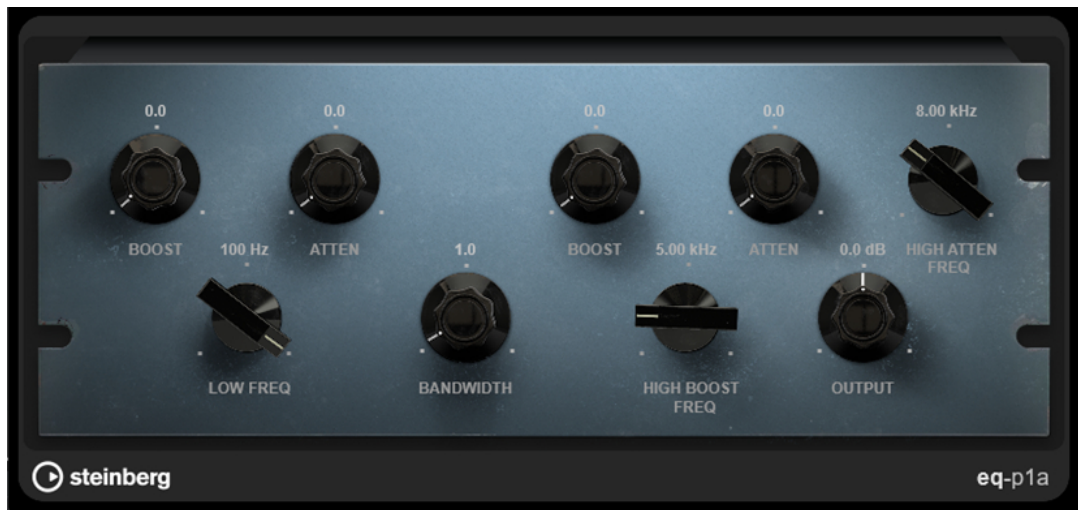 0.0 0.0 0.0 0.0 8.00 kHz
BOOST ATTEN BOOST ATTEN HIGH ATTEN
FREQ
100 Hz 1.0 5.00 kHz 0.0 dB
LOW FREQ BANDWIDTH HIGH BOOST OUTPUT
FREQ
steinberg eq-p1a